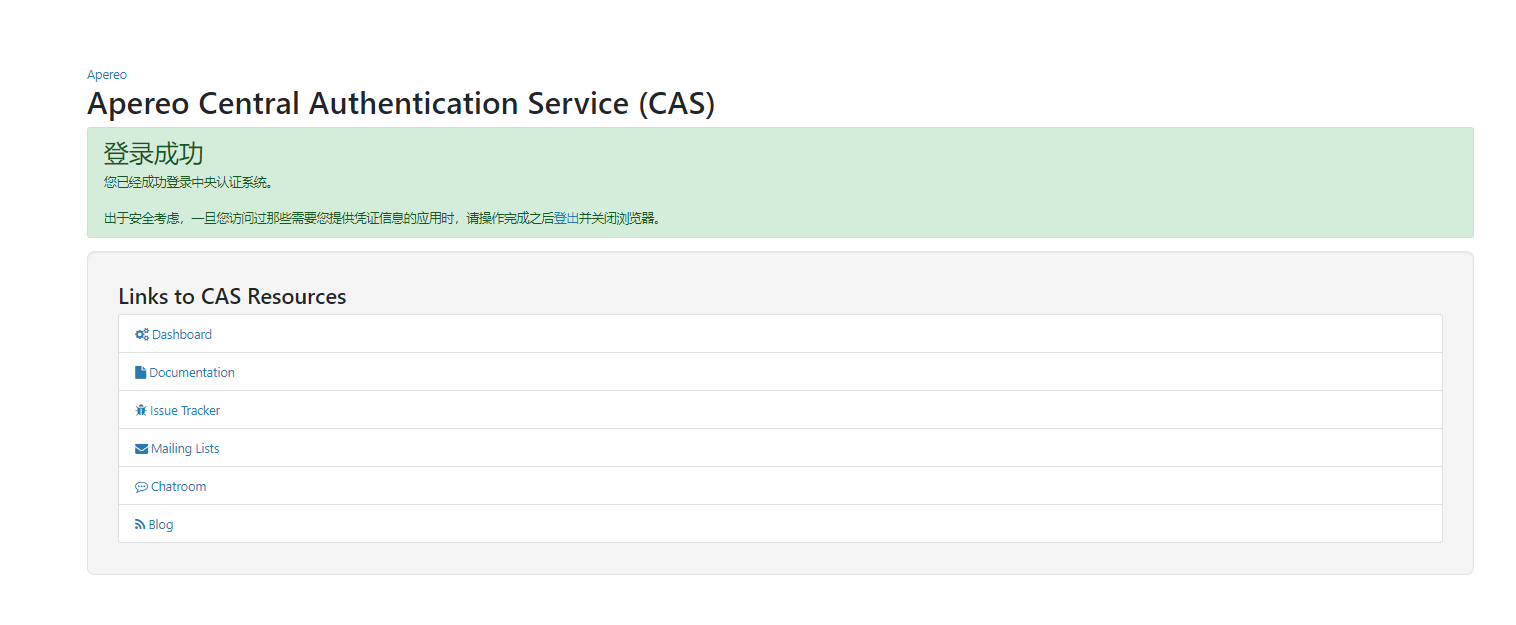 Apereo
Apereo Central Authentication Service (CAS)
登录成功
您已经成功登录中央认证系统。
出于安全考虑，一旦您访问过那些需要您提供凭证信息的应用时，请操作完成之后登出并关闭浏览器。
Links to CAS Resources
Dashboard
Documentation
Issue Tracker
Mailing Lists
Chatroom
Blog